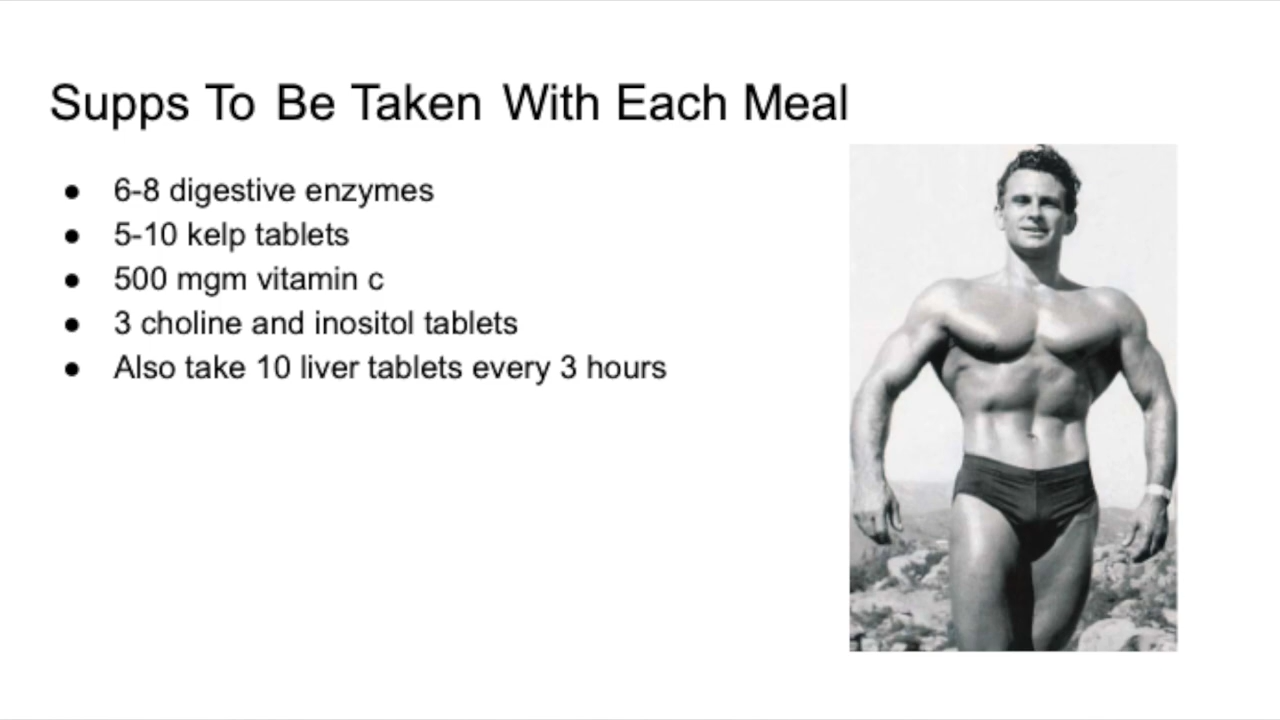 Supps To Be Taken With Each Meal
● 6-8 digestive enzymes
● 5-10 kelp tablets
● 500 mgm vitamin c
● 3 choline and inositol tablets
● Also take 10 liver tablets every 3 hours